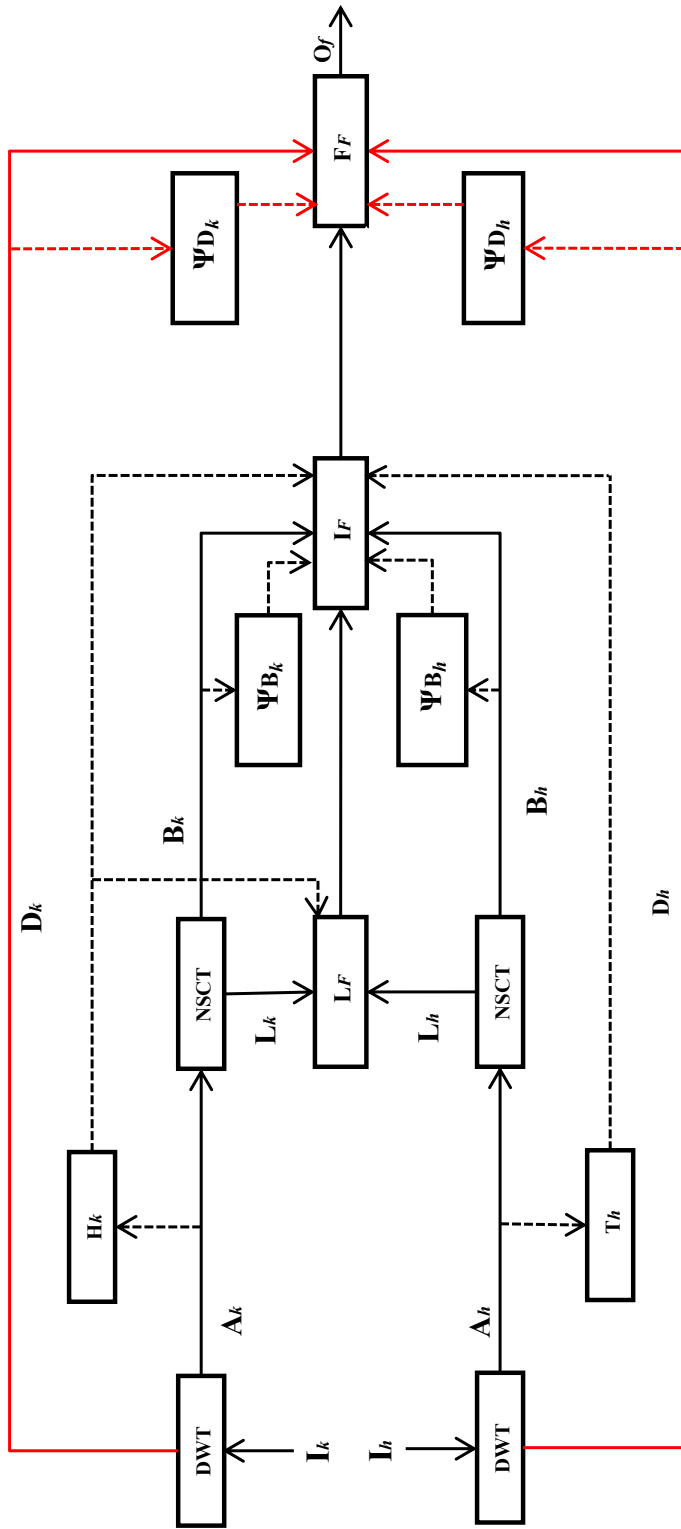 Dk
Hk
Bk
ΨDk
DWT
Ak
NSCT
ΨBk
Ik
Lk
LF
IF
FF
Of
Ih
Lh
ΨBh
DWT
Ah
NSCT
Bh
ΨDh
Th
Dh